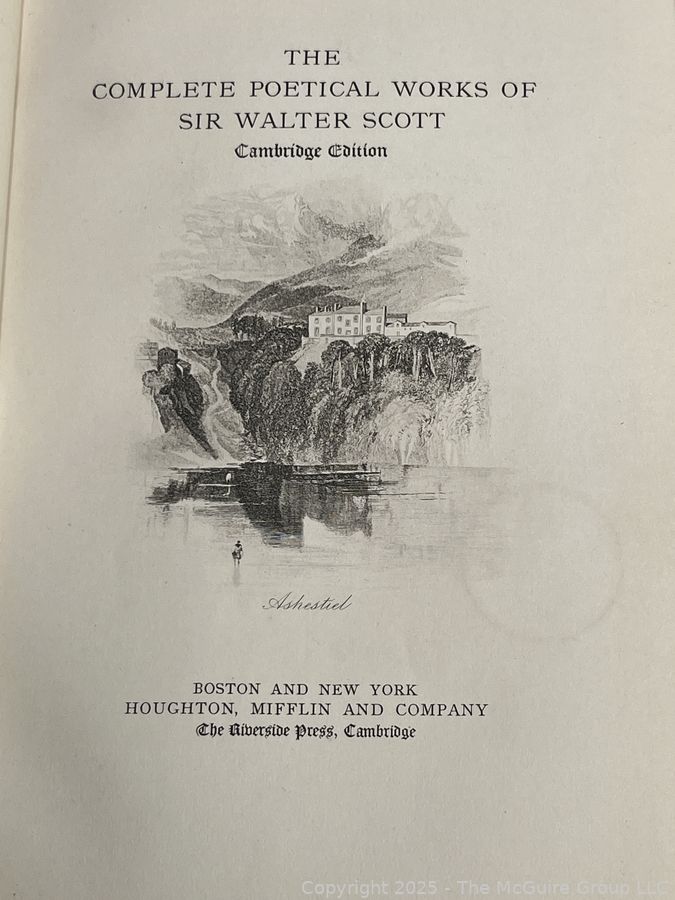 THE
COMPLETE POETICAL WORKS OF
SIR WALTER SCOTT
Cambridge Edition
Ashestiel
BOSTON AND NEW YORK
HOUGHTON, MIFFLIN AND COMPANY
The Riverside Press, Cambridge
Copyright 2025 - The McGuire Group LLC